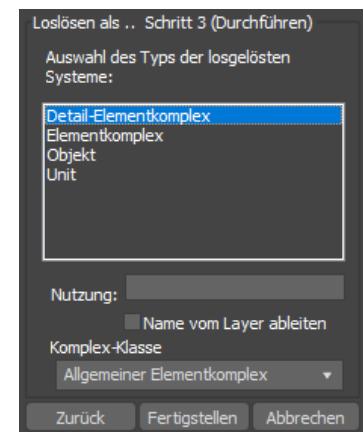 Loslösen als .. Schritt 3 (Durchführen)
Auswahl des Typs der losgelösten
Systeme:
Detail-Elementkomplex
Elementkomplex
Objekt
Unit
Nutzung:
Name vom Layer ableiten
Komplex-Klasse
Allgemeiner Elementkomplex
Zurück Fertigstellen Abbrechen